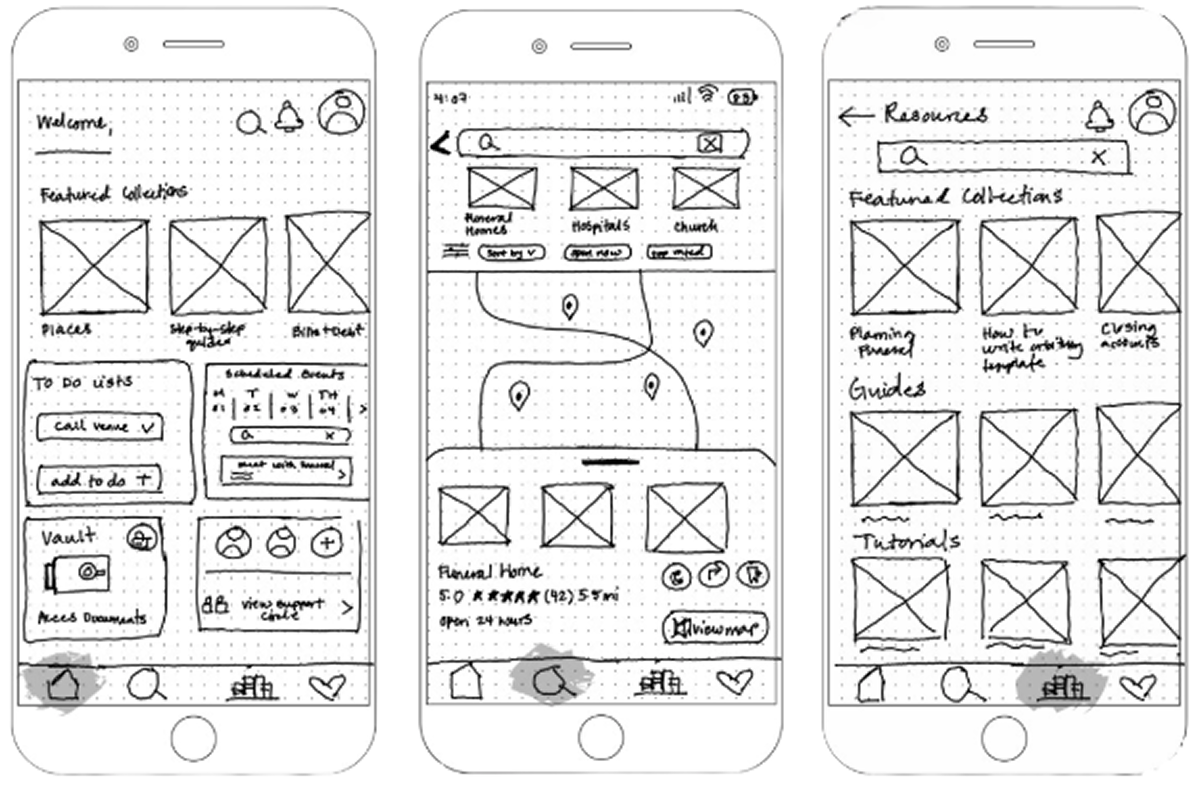 Welcome,
Featured Collections
Places
Step-by-step
guides
Bills + Debt
To Do Lists
call venue
add to do +
Scheduled Events
M T W TH
01 02 03 04
x
meet with funeral
Vault
Acces Documents
+
view support
circle
4:07
x
Funeral
Homes
Hospitals
church
sort by
open now
top rated
Funeral Home
5.0 ★★★★★ (42) 5.5 mi
open 24 hours
view map
← Resources
x
Featured Collections
Planning
Funeral
How to
write orbituary
template
Closing
accounts
Guides
Tutorials